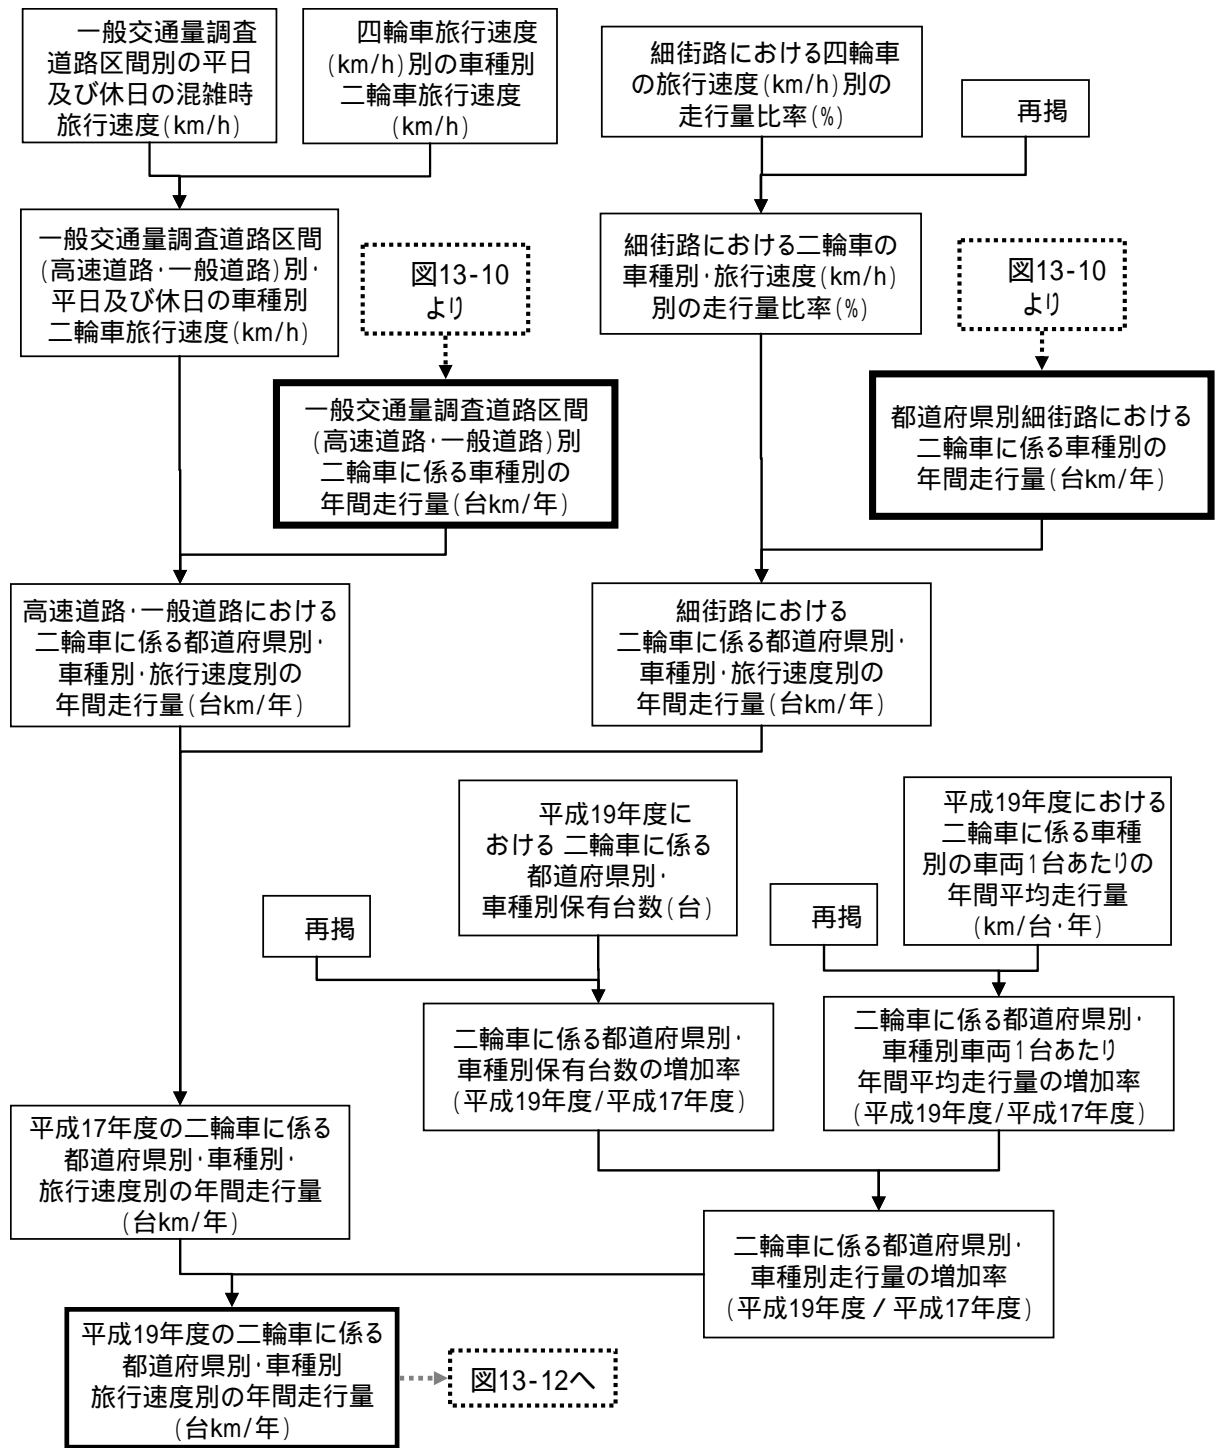 一般交通量調査
道路区間別の平日
及び休日の混雑時
旅行速度(km/h)
四輪車旅行速度
(km/h)別の車種別
二輪車旅行速度
(km/h)
細街路における四輪車
の旅行速度(km/h)別の
走行量比率(%)
再掲
一般交通量調査道路区間
(高速道路・一般道路)別・
平日及び休日の車種別
二輪車旅行速度(km/h)
図13-10
より
細街路における二輪車の
車種別・旅行速度(km/h)
別の走行量比率(%)
図13-10
より
一般交通量調査道路区間
(高速道路・一般道路)別
二輪車に係る車種別の
年間走行量(台km/年)
都道府県別細街路における
二輪車に係る車種別の
年間走行量(台km/年)
高速道路・一般道路における
二輪車に係る都道府県別・
車種別・旅行速度別の
年間走行量(台km/年)
細街路における
二輪車に係る都道府県別・
車種別・旅行速度別の
年間走行量(台km/年)
平成19年度に
おける 二輪車に係る
都道府県別・
車種別保有台数(台)
平成19年度における
二輪車に係る車種
別の車両1台あたりの
年間平均走行量
(km/台・年)
再掲
再掲
二輪車に係る都道府県別・
車種別保有台数の増加率
(平成19年度/平成17年度)
二輪車に係る都道府県別・
車種別車両1台あたり
年間平均走行量の増加率
(平成19年度/平成17年度)
平成17年度の二輪車に係る
都道府県別・車種別・
旅行速度別の年間走行量
(台km/年)
二輪車に係る都道府県別・
車種別走行量の増加率
(平成19年度 / 平成17年度)
平成19年度の二輪車に係る
都道府県別・車種別
旅行速度別の年間走行量
(台km/年)
図13-12へ